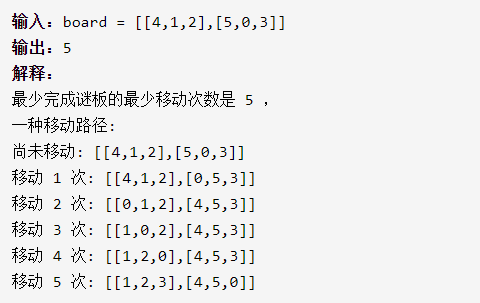 输入：board = [[4,1,2],[5,0,3]]
输出：5
解释：
最少完成谜板的最少移动次数是 5 ，
一种移动路径:
尚未移动: [[4,1,2],[5,0,3]]
移动 1 次: [[4,1,2],[0,5,3]]
移动 2 次: [[0,1,2],[4,5,3]]
移动 3 次: [[1,0,2],[4,5,3]]
移动 4 次: [[1,2,0],[4,5,3]]
移动 5 次: [[1,2,3],[4,5,0]]